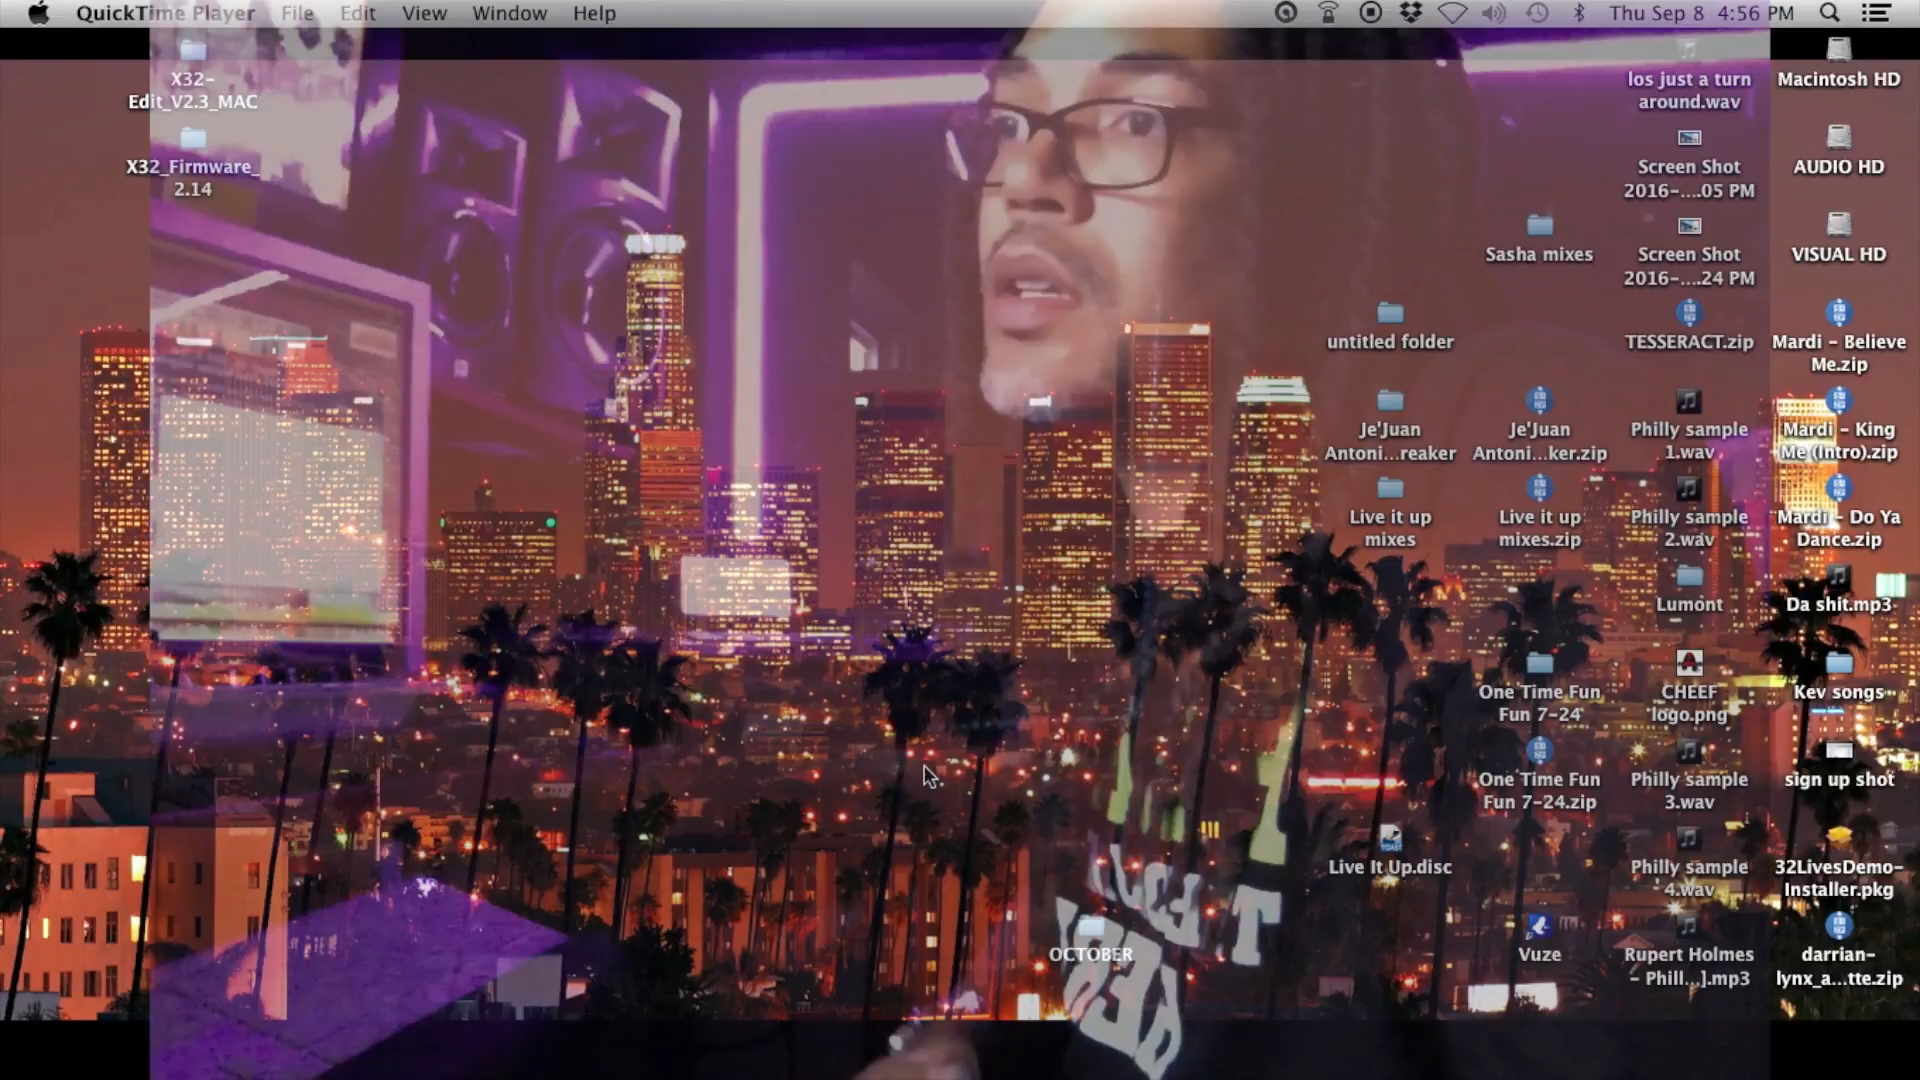 QuickTime Player File Edit View Window Help
Thu Sep 8 4:56 PM
X32-
Edit_V2.3_MAC
X32_Firmware_
2.14
los just a turn
around.wav
Macintosh HD
Screen Shot
2016-....05 PM
AUDIO HD
Sasha mixes
Screen Shot
2016-....24 PM
VISUAL HD
untitled folder
TESSERACT.zip
Mardi - Believe
Me.zip
Je'Juan
Antoni...reaker
Je'Juan
Antoni...ker.zip
Philly sample
1.wav
Mardi - King
Me (Intro).zip
Live it up
mixes
Live it up
mixes.zip
Philly sample
2.wav
Mardi - Do Ya
Dance.zip
Lumont
Da shit.mp3
One Time Fun
Fun 7-24
CHEEF
logo.png
Kev songs
One Time Fun
Fun 7-24.zip
Philly sample
3.wav
sign up shot
Live It Up.disc
Philly sample
4.wav
32LivesDemo-
Installer.pkg
OCTOBER
Vuze
Rupert Holmes
- Phill...].mp3
darrian-
lynx_a...tte.zip